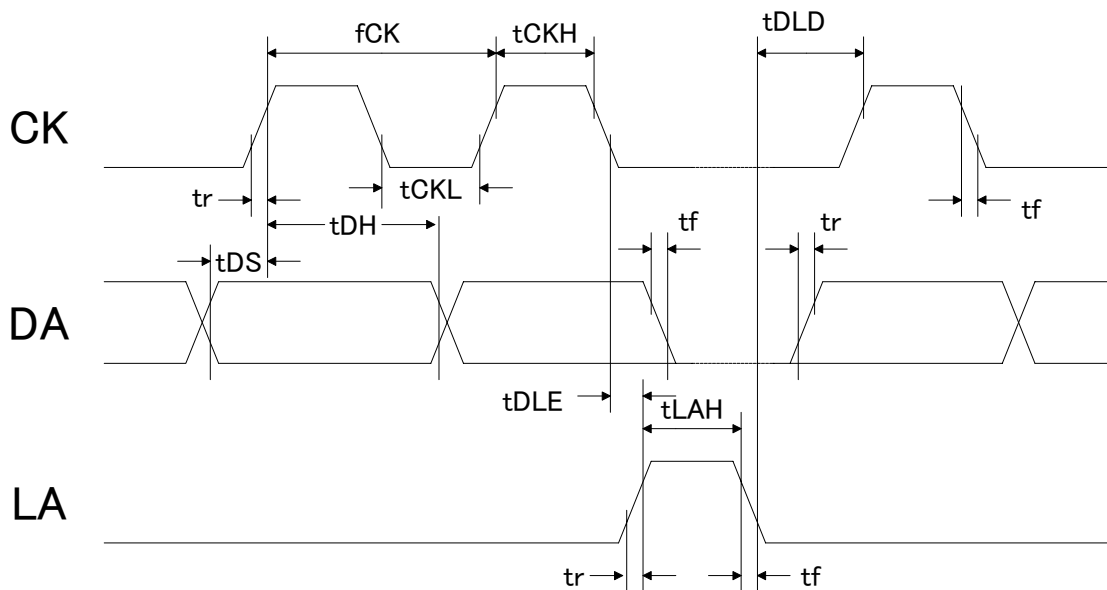 fCK tCKH tDLD
CK
tr tCKL tf
tDH tf tr
tDS
DA
tDLE tLAH
LA
tr tf